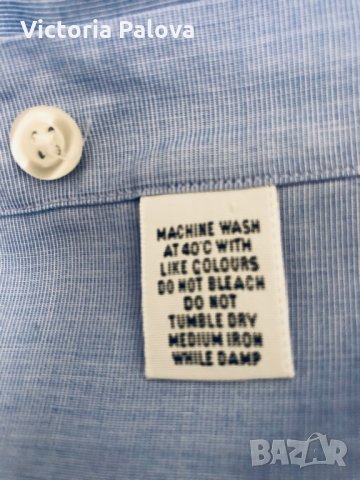 Victoria Palova
MACHINE WASH
AT 40°C WITH
LIKE COLOURS
DO NOT BLEACH
DO NOT
TUMBLE DRY
MEDIUM IRON
WHILE DAMP
BAZAR